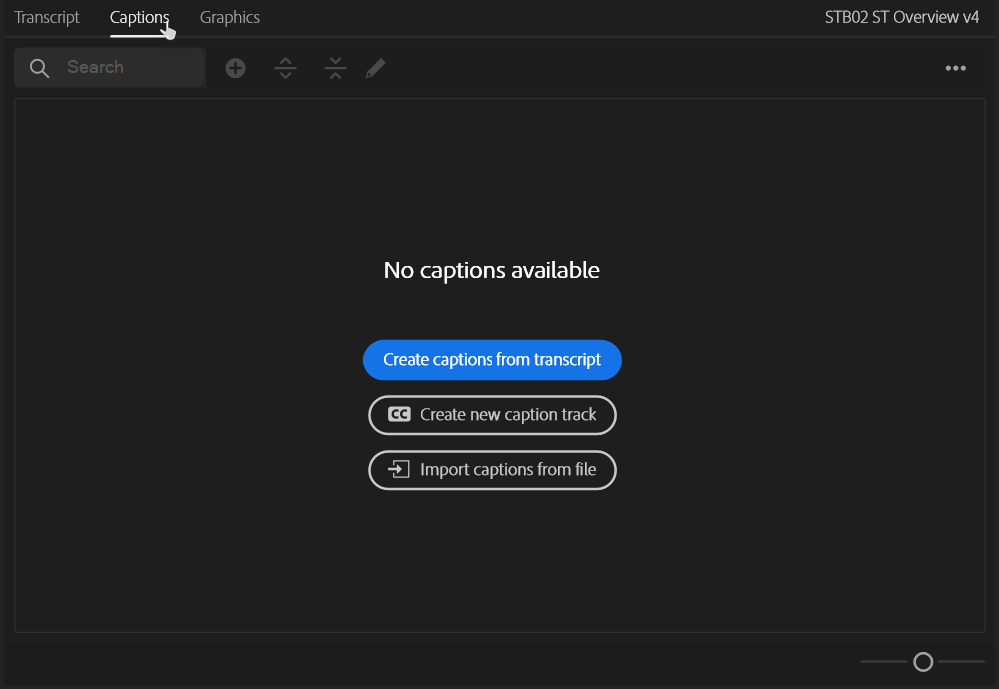 Transcript Captions Graphics STB02 ST Overview v4
Search
No captions available
Create captions from transcript
CC Create new caption track
Import captions from file